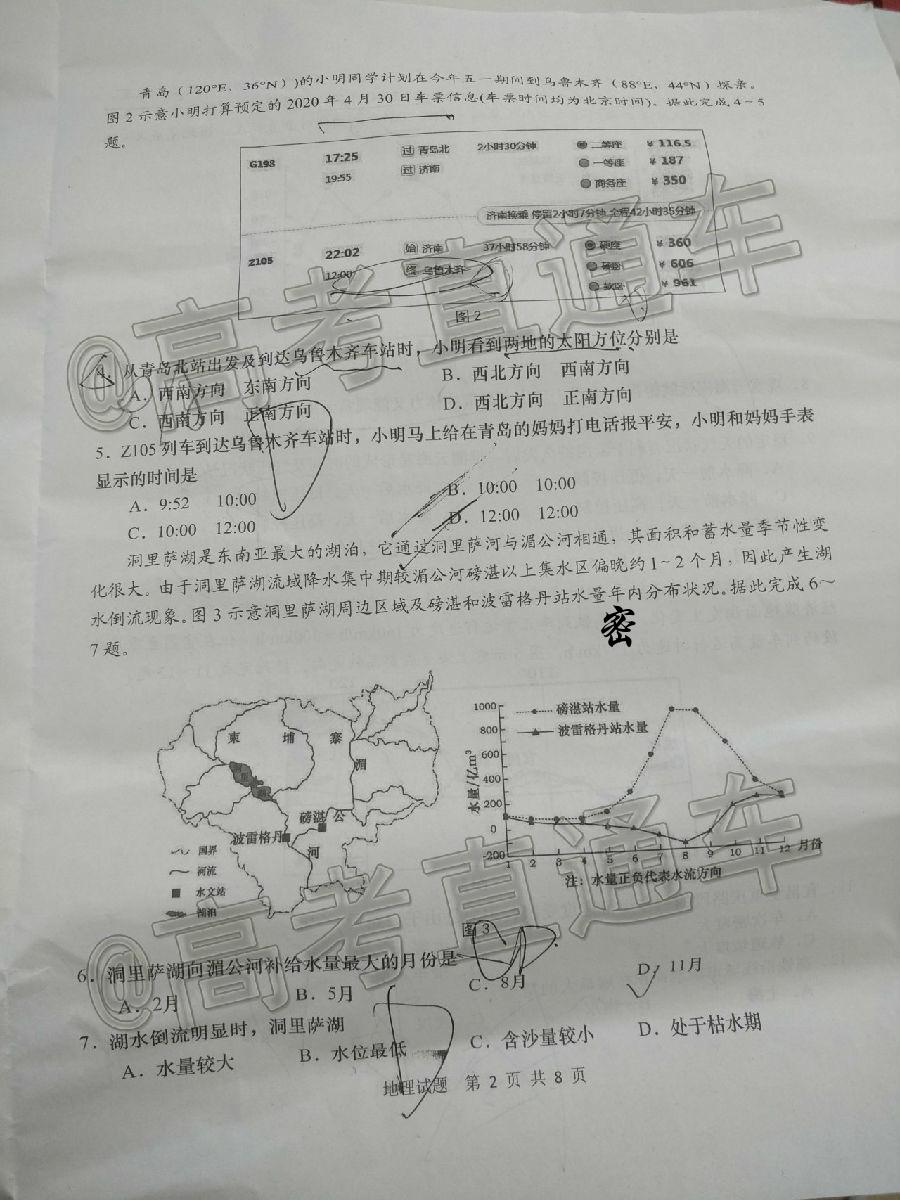 青岛（120°E，36°N）)的小明同学计划在今年五一期间到乌鲁木齐（88°E，44°N）探亲。
图2示意小明打算预定的2020年4月30日车票信息(车票时间均为北京时间)。据此完成4～5
题。
G198 17:25 过 青岛北 2小时30分钟 二等座 ¥116.5
19:55 过 济南 一等座 ¥187
商务座 ¥350
济南换乘 停留2小时7分钟 全程42小时35分钟
Z105 22:02 始 济南 37小时58分钟 硬座 ¥360
12:00 终 乌鲁木齐 硬卧 ¥606
软卧 ¥961
图2
4．从青岛北站出发及到达乌鲁木齐车站时，小明看到两地的太阳方位分别是
A．西南方向 东南方向 B．西北方向 西南方向
C．西南方向 正南方向 D．西北方向 正南方向
5．Z105列车到达乌鲁木齐车站时，小明马上给在青岛的妈妈打电话报平安，小明和妈妈手表
显示的时间是
A．9:52 10:00 B．10:00 10:00
C．10:00 12:00 D．12:00 12:00
洞里萨湖是东南亚最大的湖泊，它通过洞里萨河与湄公河相通，其面积和蓄水量季节性变
化很大。由于洞里萨湖流域降水集中期较湄公河磅湛以上集水区偏晚约1～2个月，因此产生湖
水倒流现象。图3示意洞里萨湖周边区域及磅湛和波雷格丹站水量年内分布状况。据此完成6～
7题。
密
柬 埔 寨
湄
磅湛 公
波雷格丹
河
国界
河流
水文站
湖泊
磅湛站水量
波雷格丹站水量
水量/亿m³
1000
800
600
400
200
0
-200
1 2 3 4 5 6 7 8 9 10 11 12 月份
注：水量正负代表水流方向
图3
6．洞里萨湖向湄公河补给水量最大的月份是
A．2月 B．5月 C．8月 D．11月
7．湖水倒流明显时，洞里萨湖
A．水量较大 B．水位最低 C．含沙量较小 D．处于枯水期
地理试题 第2页共8页
@高考直通车
@高考直通车